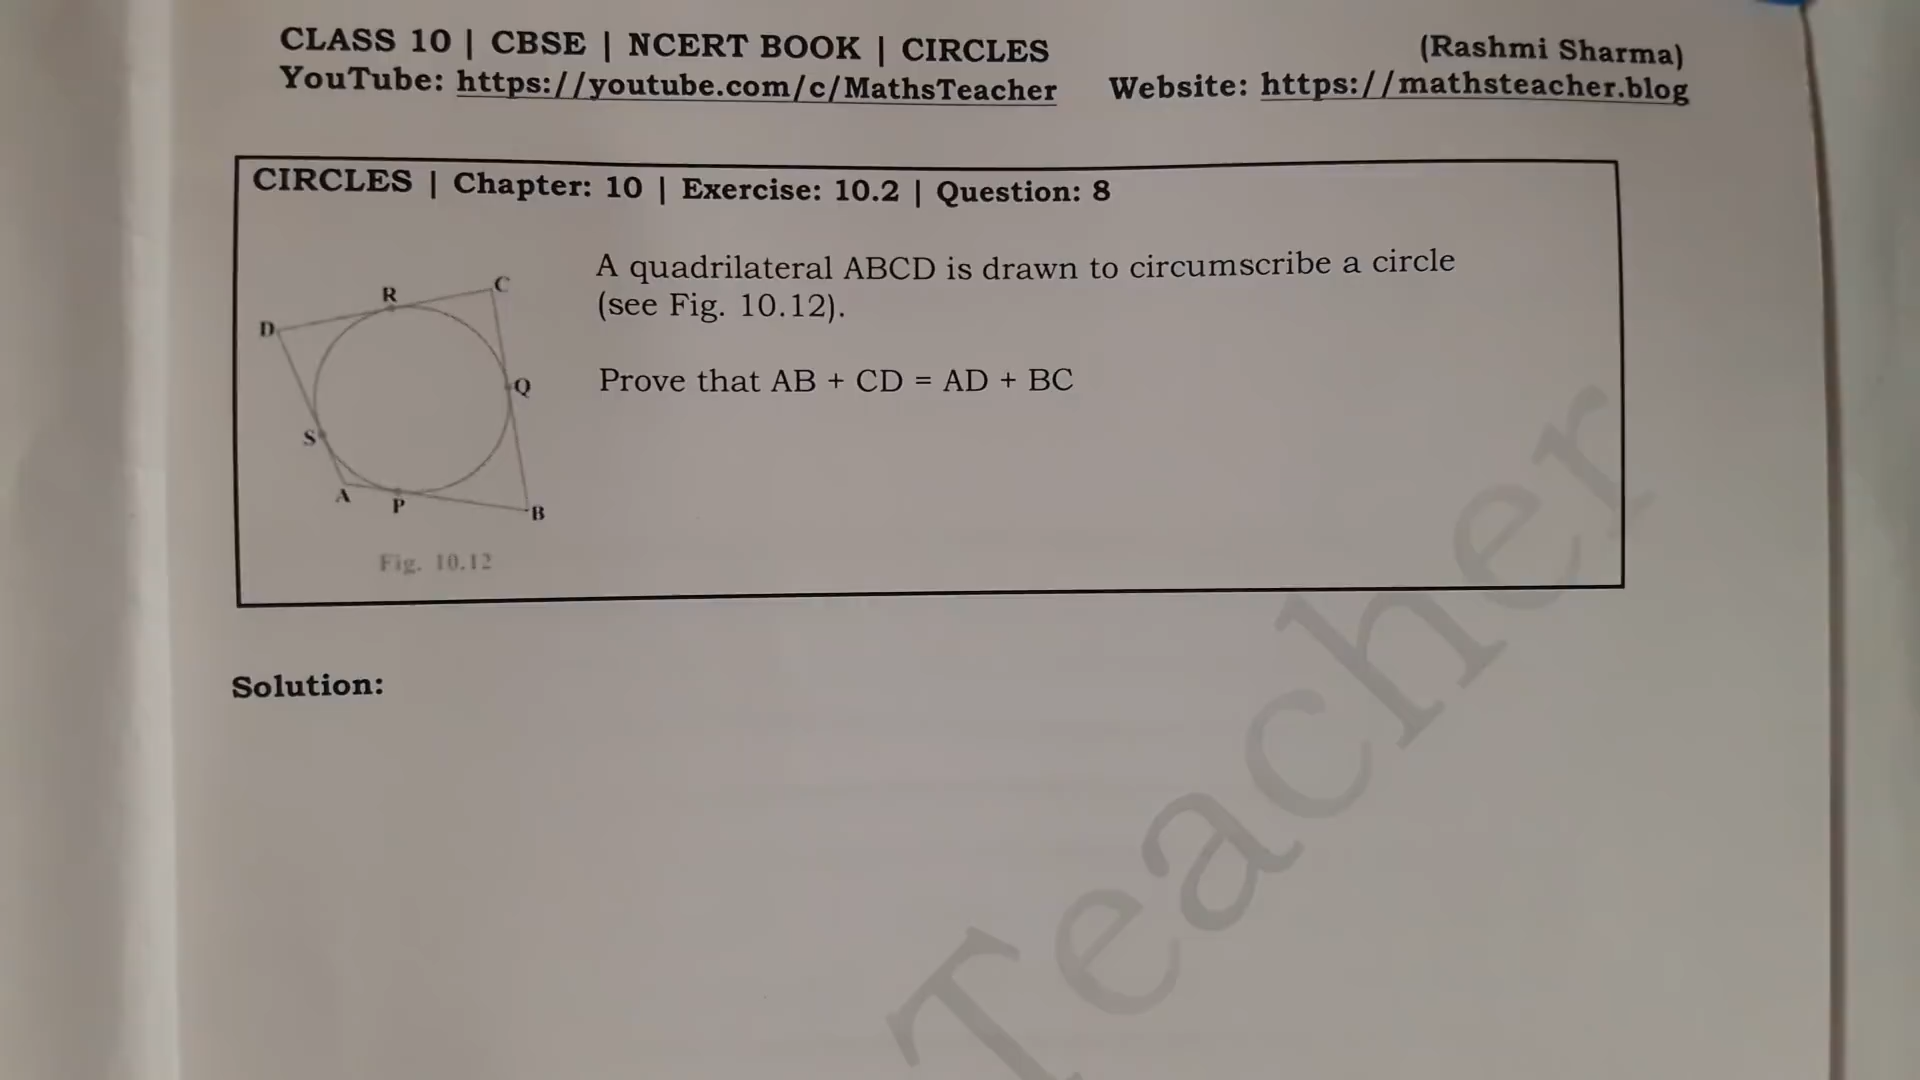 CLASS 10 | CBSE | NCERT BOOK | CIRCLES (Rashmi Sharma)
YouTube: https://youtube.com/c/MathsTeacher Website: https://mathsteacher.blog
CIRCLES | Chapter: 10 | Exercise: 10.2 | Question: 8
A quadrilateral ABCD is drawn to circumscribe a circle
(see Fig. 10.12).
Prove that AB + CD = AD + BC
C
R
D
Q
S
A
P
B
Fig. 10.12
Solution:
Teacher